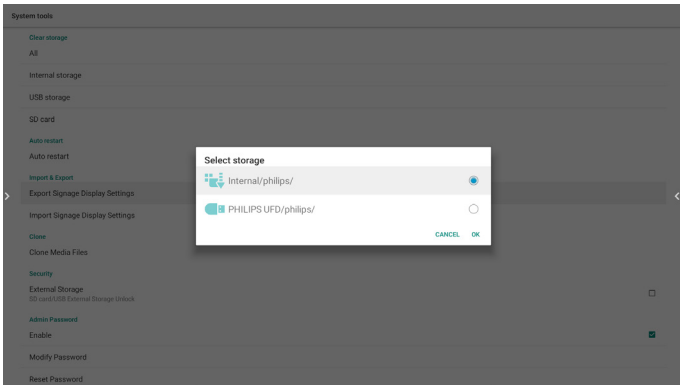 System tools
Clear storage
All
Internal storage
USB storage
SD card
Auto-restart
Auto restart
Import & Export
Export Signage Display Settings
Import Signage Display Settings
Clone
Clone Media Files
Security
External Storage
SD card/USB External Storage Unlock
Admin Password
Enable
Modify Password
Reset Password
Select storage
Internal/philips/
PHILIPS UFD/philips/
CANCEL OK